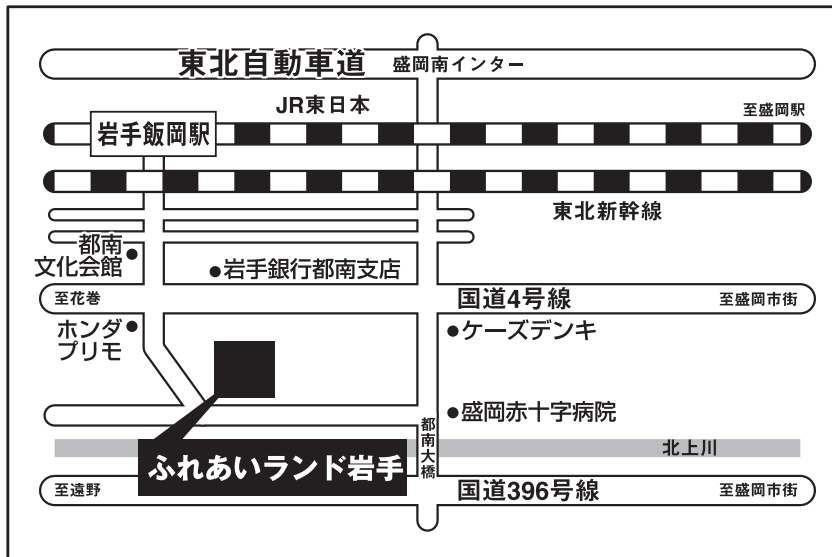 東北自動車道
盛岡南インター
JR東日本
至盛岡駅
岩手飯岡駅
東北新幹線
都南
文化会館
岩手銀行都南支店
至花巻
国道4号線
至盛岡市街
ホンダ
プリモ
ケーズデンキ
盛岡赤十字病院
都南大橋
北上川
ふれあいランド岩手
至遠野
国道396号線
至盛岡市街